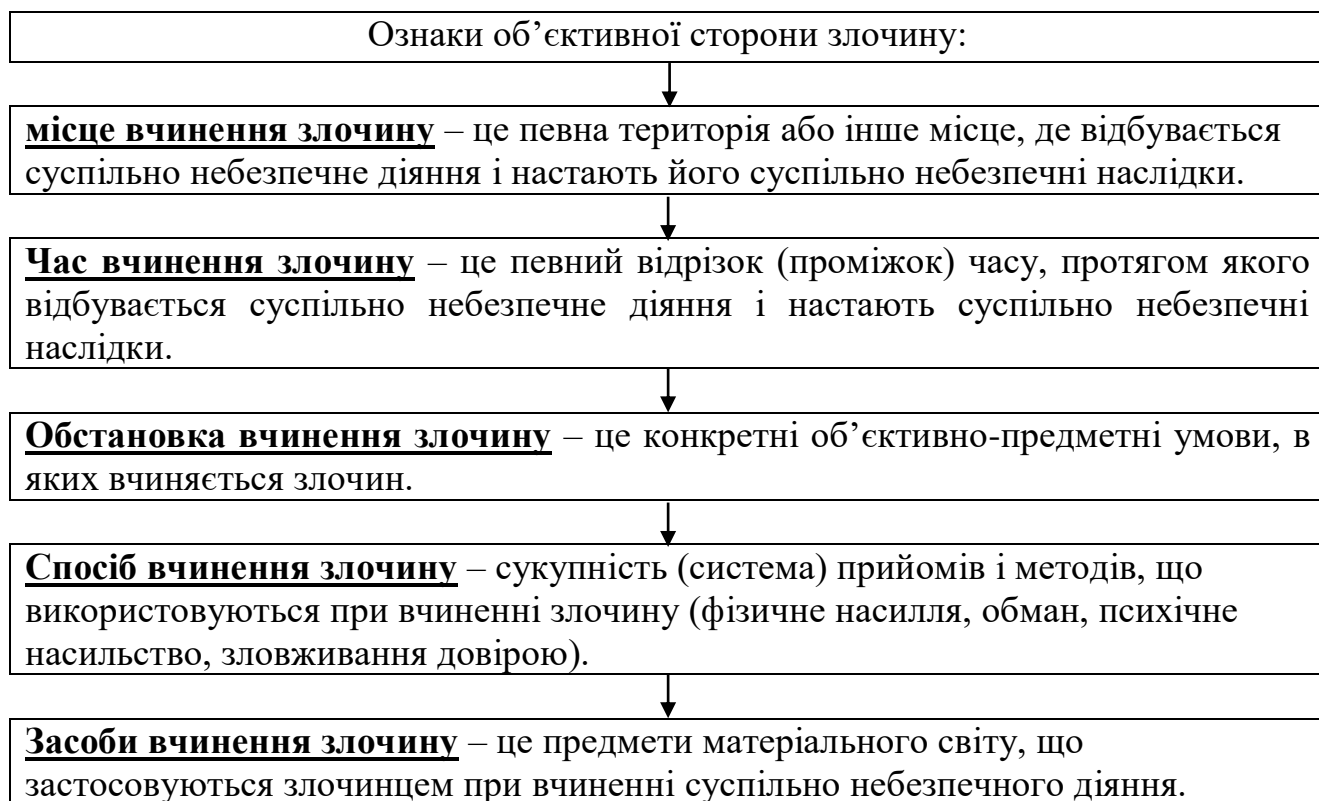 Ознаки об’єктивної сторони злочину:
місце вчинення злочину – це певна територія або інше місце, де відбувається
суспільно небезпечне діяння і настають його суспільно небезпечні наслідки.
Час вчинення злочину – це певний відрізок (проміжок) часу, протягом якого
відбувається суспільно небезпечне діяння і настають суспільно небезпечні
наслідки.
Обстановка вчинення злочину – це конкретні об’єктивно-предметні умови, в
яких вчиняється злочин.
Спосіб вчинення злочину – сукупність (система) прийомів і методів, що
використовуються при вчиненні злочину (фізичне насилля, обман, психічне
насильство, зловживання довірою).
Засоби вчинення злочину – це предмети матеріального світу, що
застосовуються злочинцем при вчиненні суспільно небезпечного діяння.